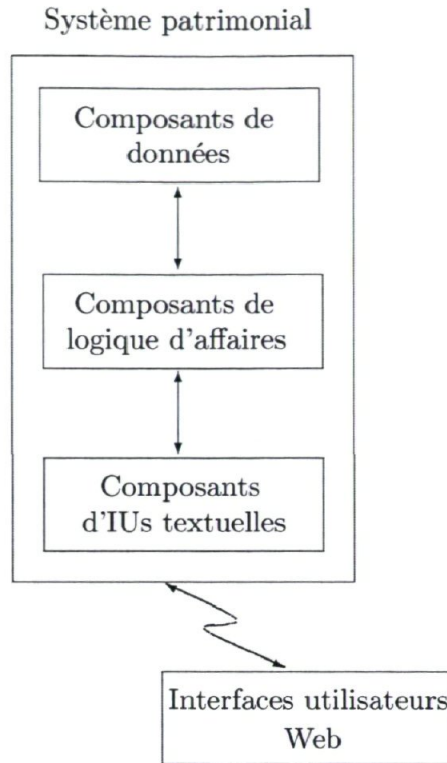 Système patrimonial
Composants de
données
Composants de
logique d'affaires
Composants
d'IUs textuelles
Interfaces utilisateurs
Web